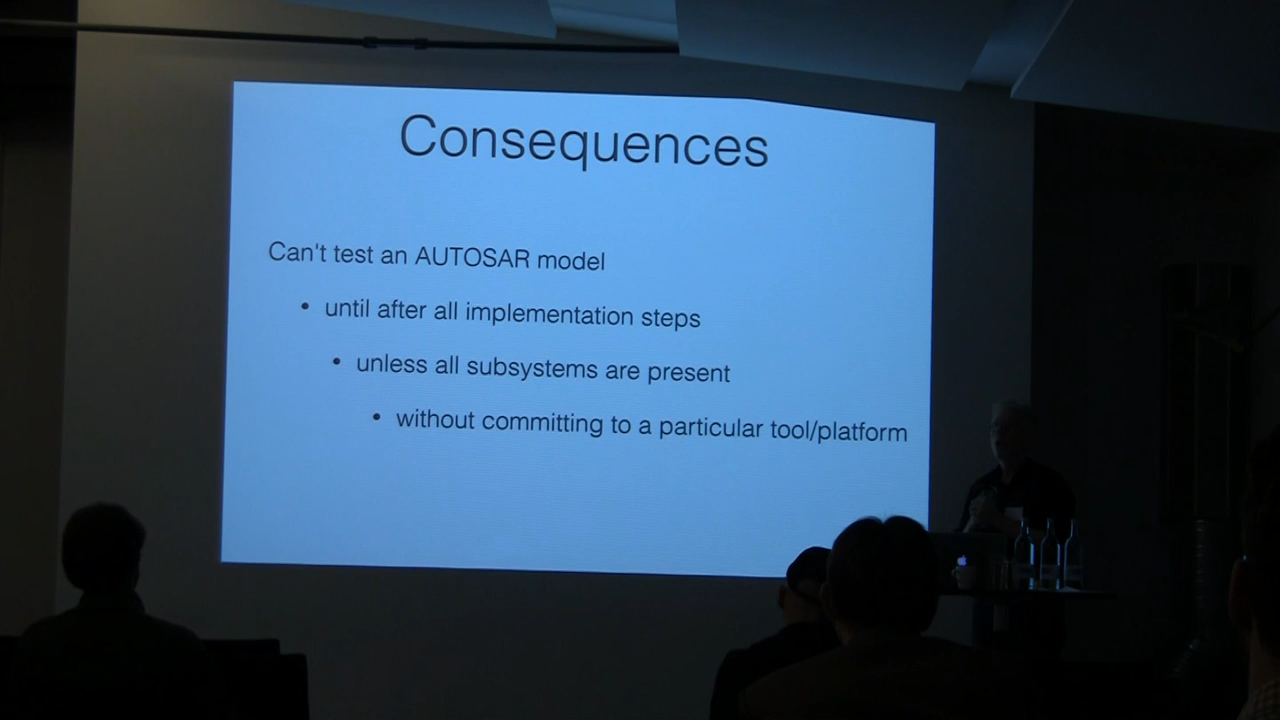 Consequences
Can't test an AUTOSAR model
• until after all implementation steps
• unless all subsystems are present
• without committing to a particular tool/platform